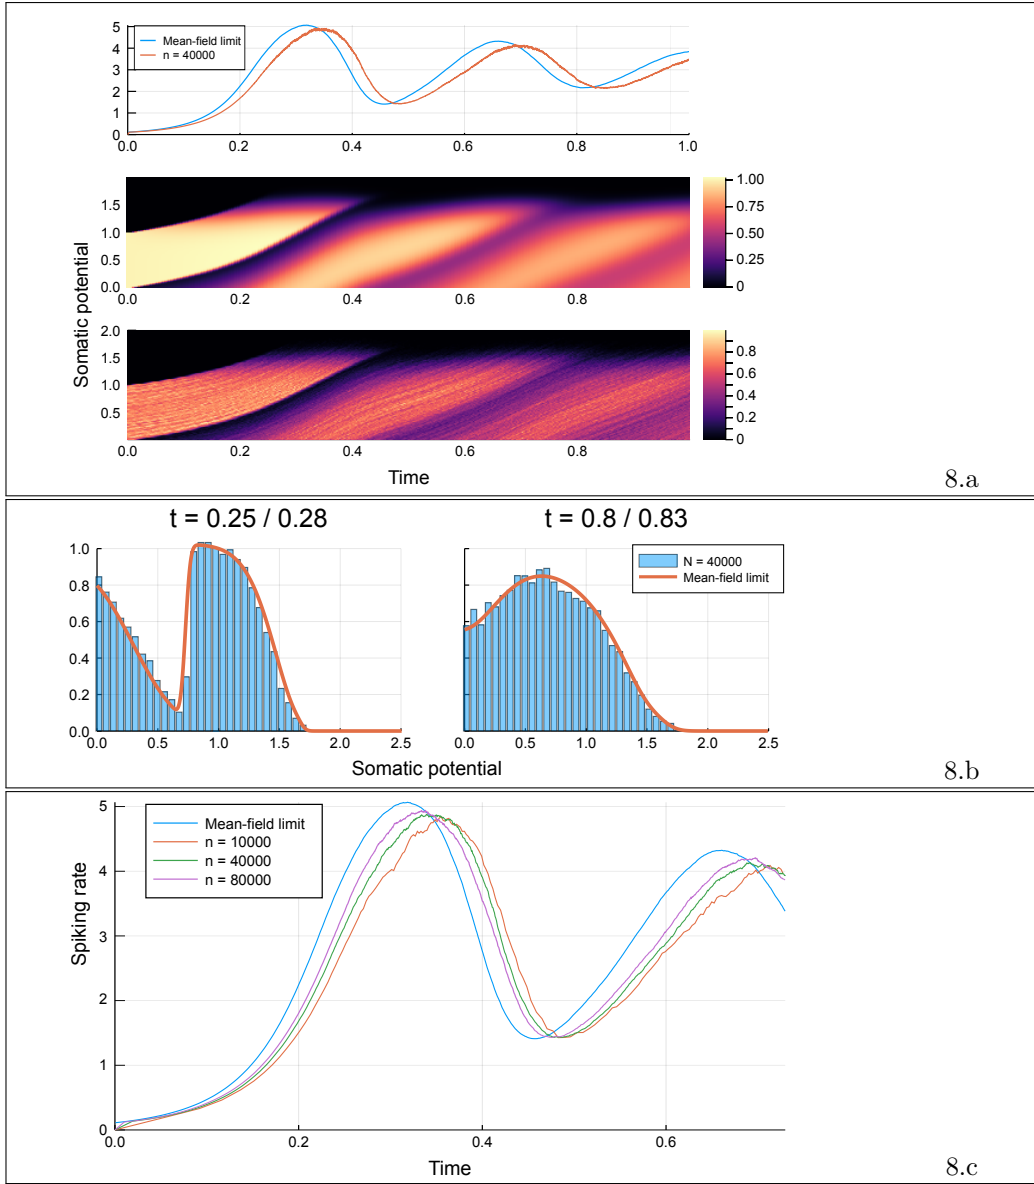 5
4
3
2
1
0
Mean-field limit
n = 40000
0.0 0.2 0.4 0.6 0.8 1.0
Somatic potential
1.5
1.0
0.5
0.0
0.0 0.2 0.4 0.6 0.8
1.00
0.75
0.50
0.25
0
2.0
1.5
1.0
0.5
0.0 0.2 0.4 0.6 0.8
0.8
0.6
0.4
0.2
0
Time
8.a
t = 0.25 / 0.28
t = 0.8 / 0.83
1.0
0.8
0.6
0.4
0.2
0.0
0.0 0.5 1.0 1.5 2.0 2.5
N = 40000
Mean-field limit
0.0 0.5 1.0 1.5 2.0 2.5
Somatic potential
8.b
Spiking rate
5
4
3
2
1
0
Mean-field limit
n = 10000
n = 40000
n = 80000
0.0 0.2 0.4 0.6
Time
8.c